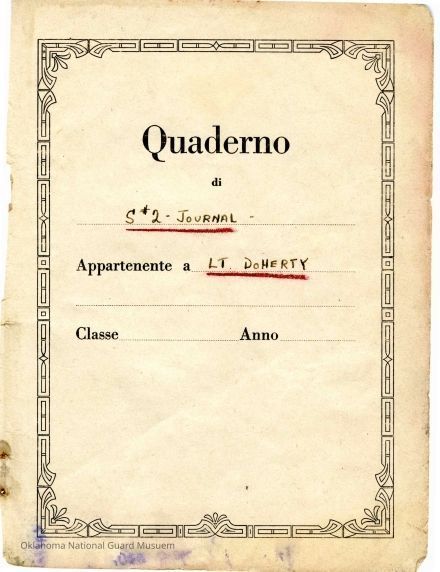 Quaderno
di
S#2 - JOURNAL -
Appartenente a LT. DOHERTY
Classe Anno
Oklahoma National Guard Musuem